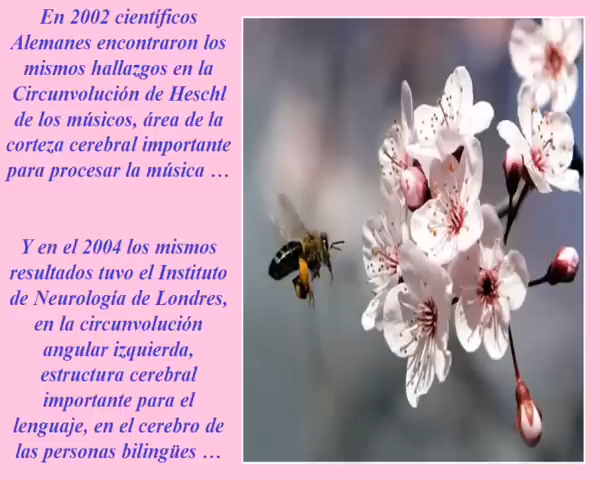 En 2002 científicos
Alemanes encontraron los
mismos hallazgos en la
Circunvolución de Heschl
de los músicos, área de la
corteza cerebral importante
para procesar la música …
Y en el 2004 los mismos
resultados tuvo el Instituto
de Neurología de Londres,
en la circunvolución
angular izquierda,
estructura cerebral
importante para el
lenguaje, en el cerebro de
las personas bilingües …